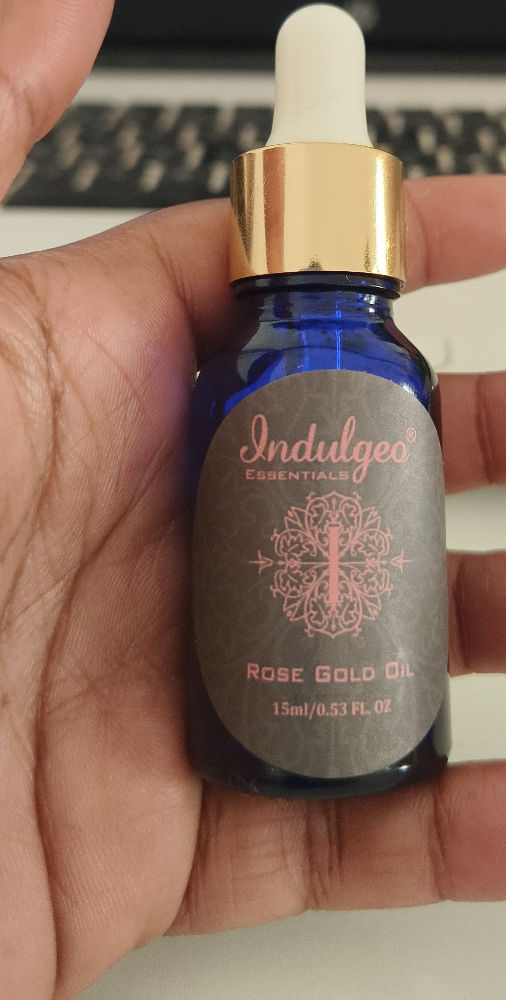 Indulgeo®
ESSENTIALS
ROSE GOLD OIL
15ml/0.53 FL. OZ